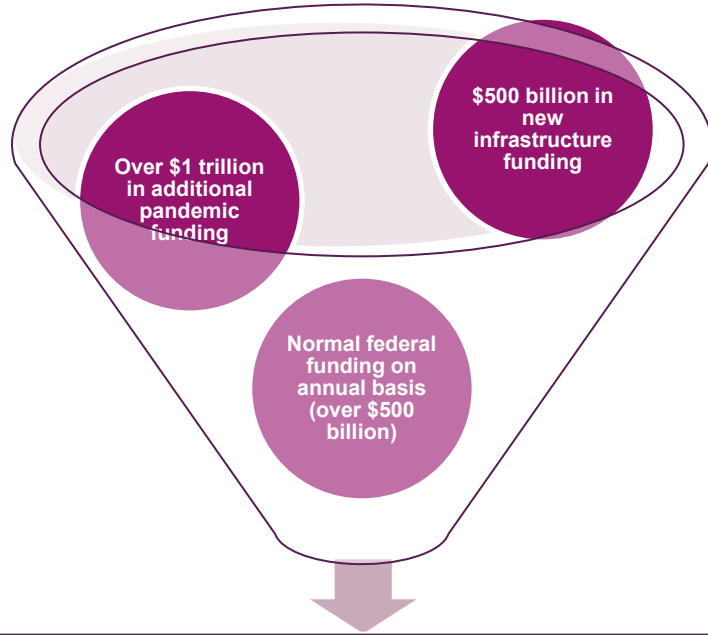 $500 billion in
new
infrastructure
funding
Over $1 trillion
in additional
pandemic
funding
Normal federal
funding on
annual basis
(over $500
billion)